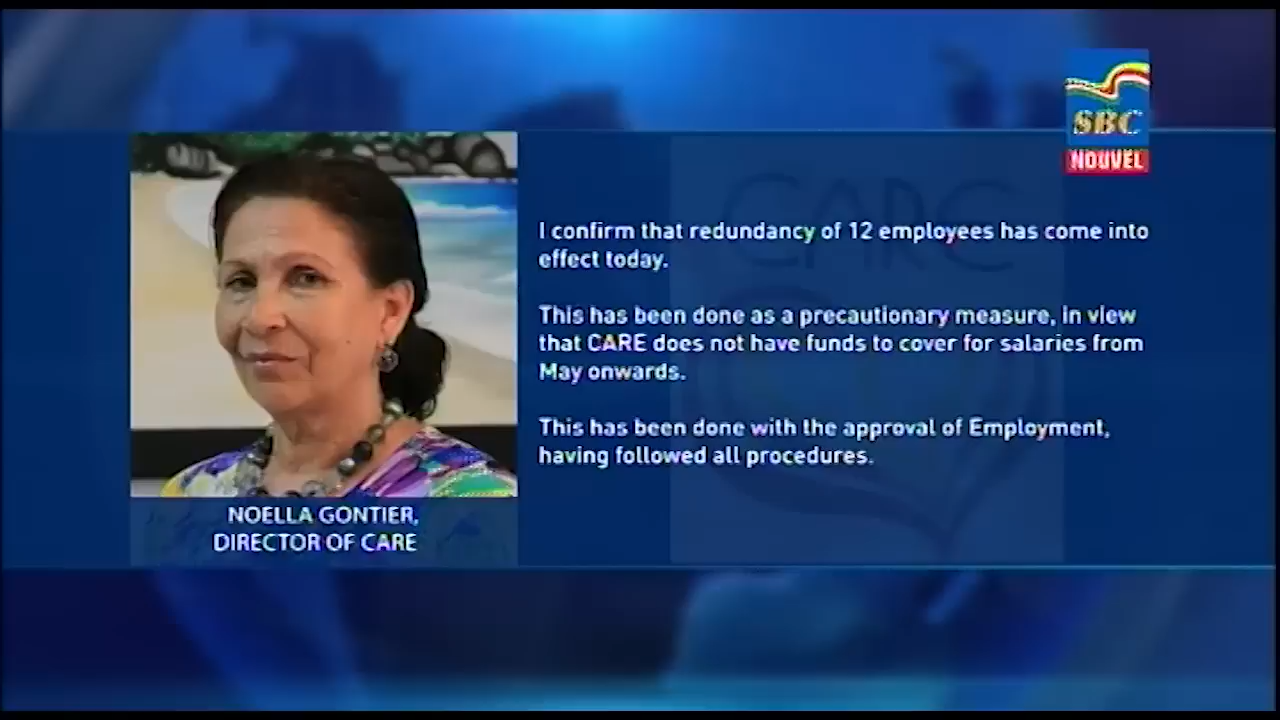 SBC
NOUVEL
CARE
I confirm that redundancy of 12 employees has come into
effect today.
This has been done as a precautionary measure, in view
that CARE does not have funds to cover for salaries from
May onwards.
This has been done with the approval of Employment,
having followed all procedures.
NOELLA GONTIER,
DIRECTOR OF CARE